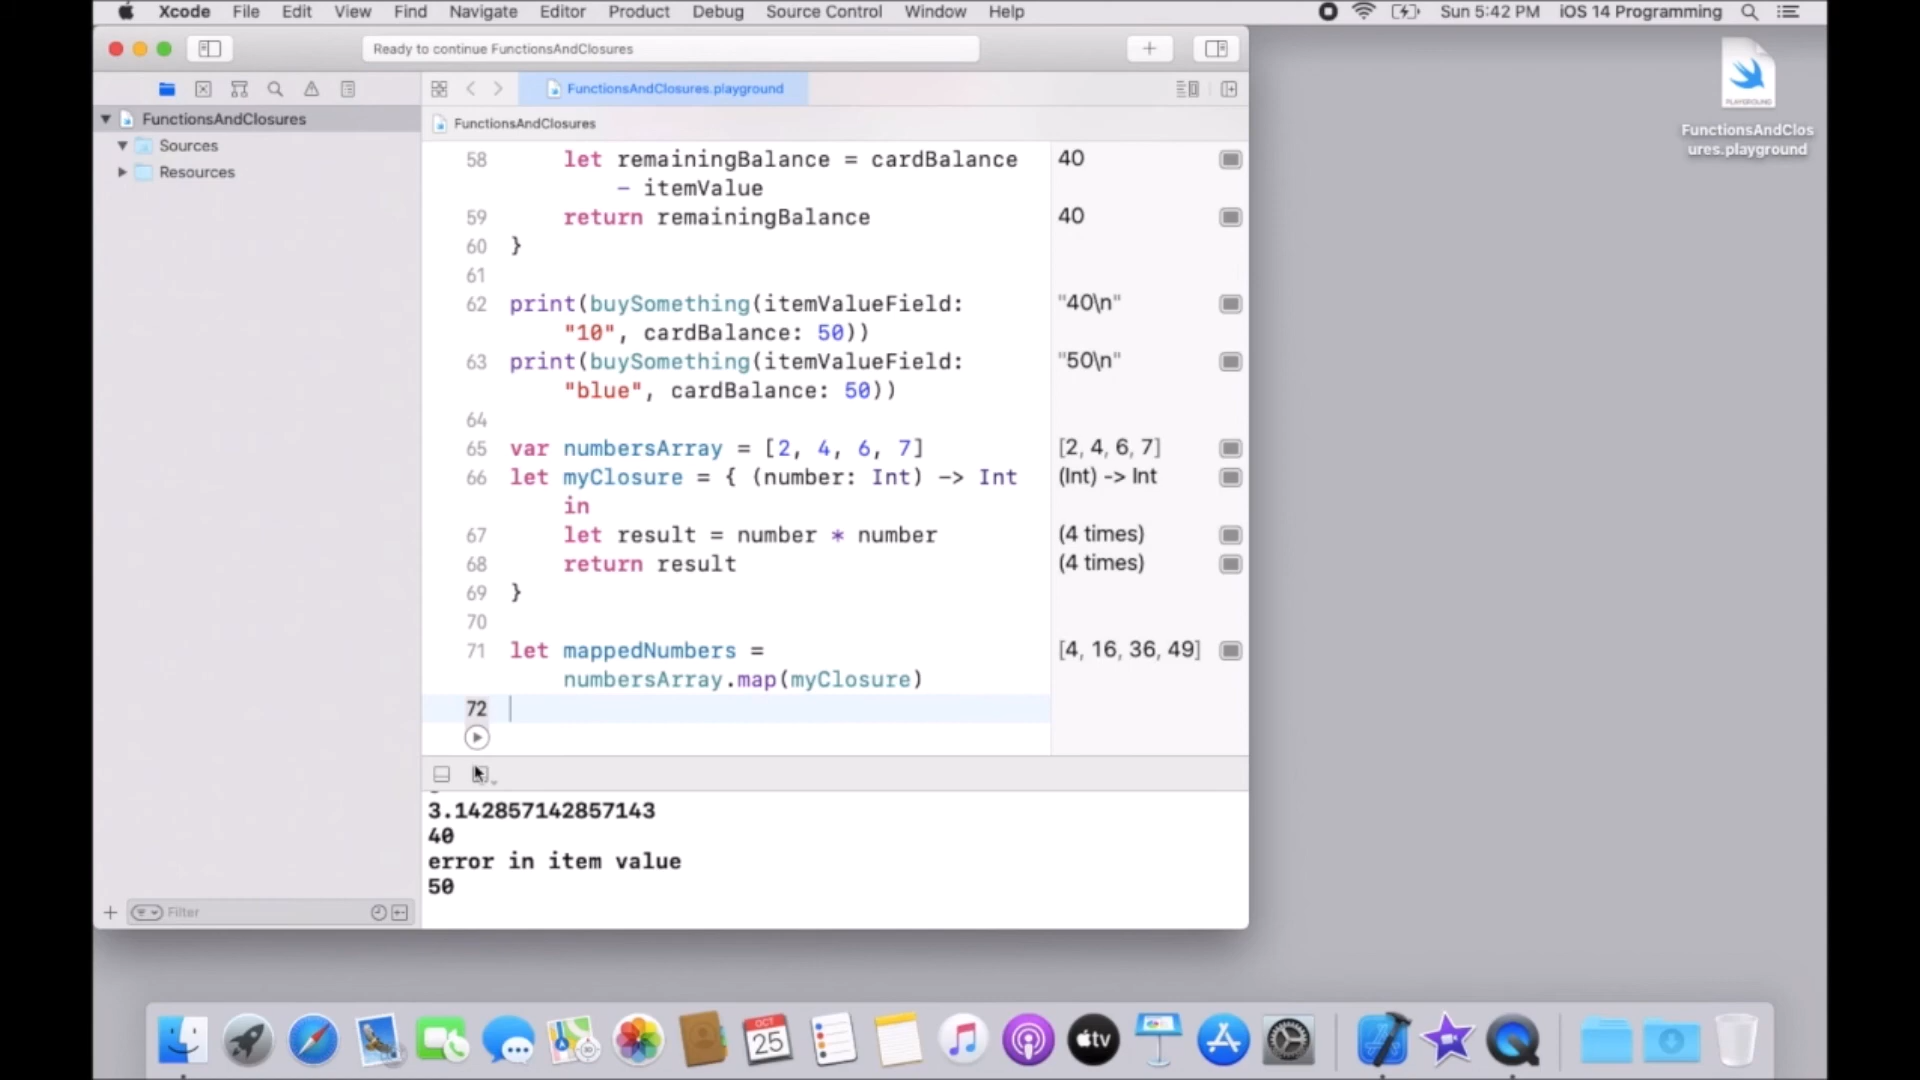 Xcode File Edit View Find Navigate Editor Product Debug Source Control Window Help Sun 5:42 PM iOS 14 Programming
Ready to continue FunctionsAndClosures
FunctionsAndClosures.playground
FunctionsAndClosures
Sources
Resources
FunctionsAndClosures
58 let remainingBalance = cardBalance 40
- itemValue
59 return remainingBalance 40
60 }
61
62 print(buySomething(itemValueField: "40\n"
"10", cardBalance: 50))
63 print(buySomething(itemValueField: "50\n"
"blue", cardBalance: 50))
64
65 var numbersArray = [2, 4, 6, 7] [2, 4, 6, 7]
66 let myClosure = { (number: Int) -> Int (Int) -> Int
in
67 let result = number * number (4 times)
68 return result (4 times)
69 }
70
71 let mappedNumbers = [4, 16, 36, 49]
numbersArray.map(myClosure)
72
3.142857142857143
40
error in item value
50
Filter
PLAYGROUND
FunctionsAndClos
ures.playground
OCT
25
tv